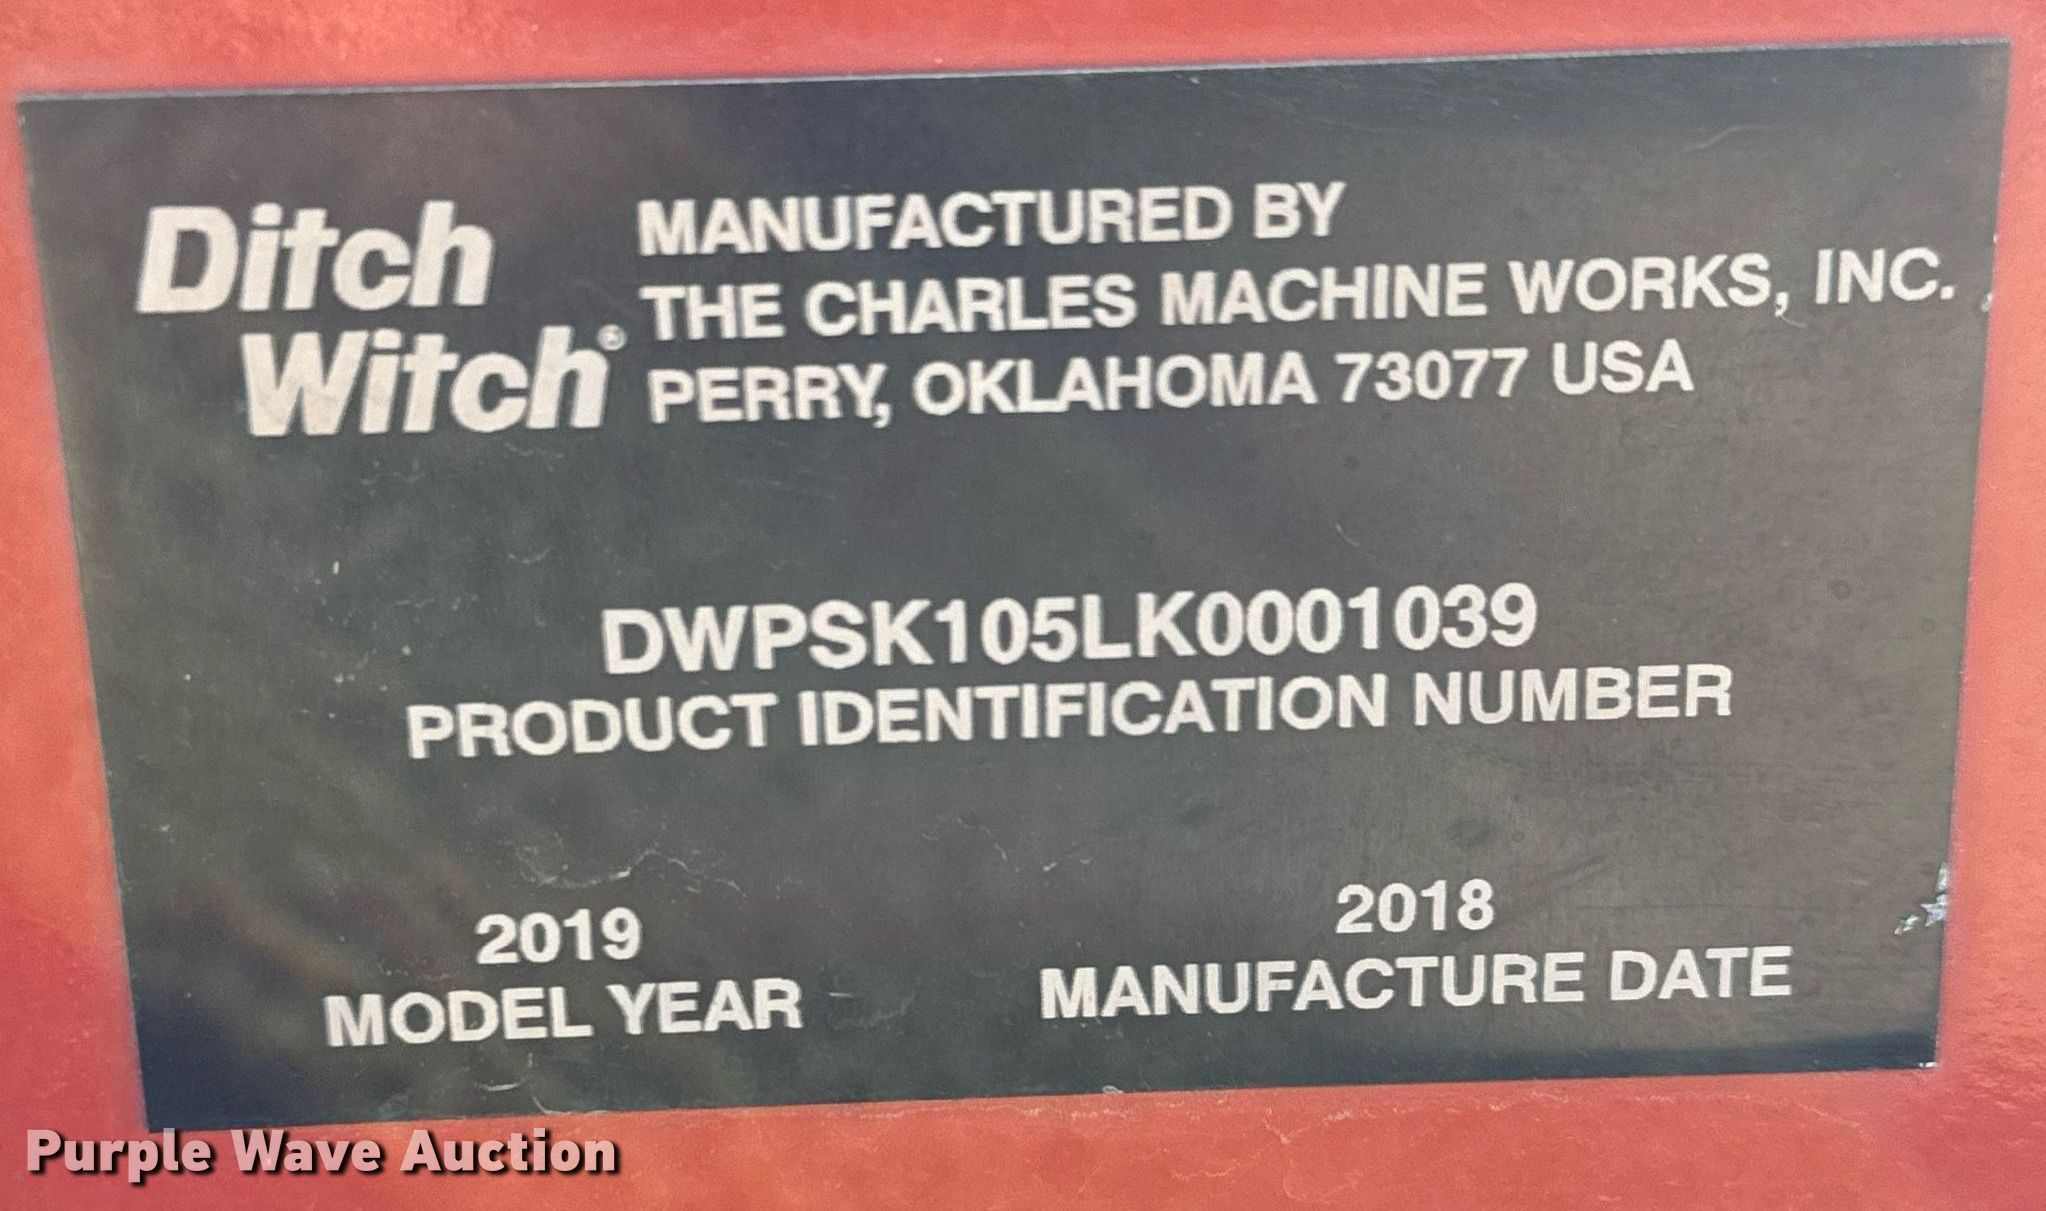 Ditch
Witch®
MANUFACTURED BY
THE CHARLES MACHINE WORKS, INC.
PERRY, OKLAHOMA 73077 USA
DWPSK105LK0001039
PRODUCT IDENTIFICATION NUMBER
2019
MODEL YEAR
2018
MANUFACTURE DATE
Purple Wave Auction